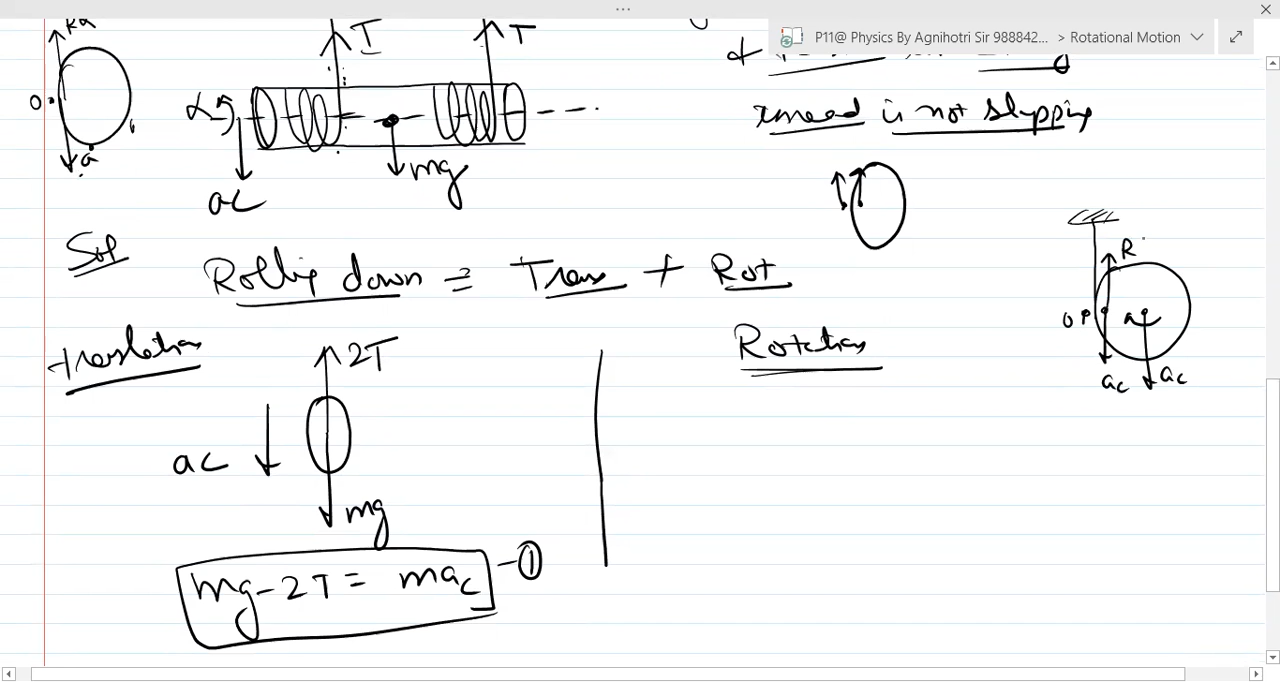 ...
P11@ Physics By Agnihotri Sir 988842... > Rotational Motion
Rα
T
T
O
α
a
ac
mg
thread is not slipping
Sol
Rolling down ≡ Trans + Rot
R
O P
ac
ac
translation
2T
ac
mg
mg - 2T = mac - ①
Rotation